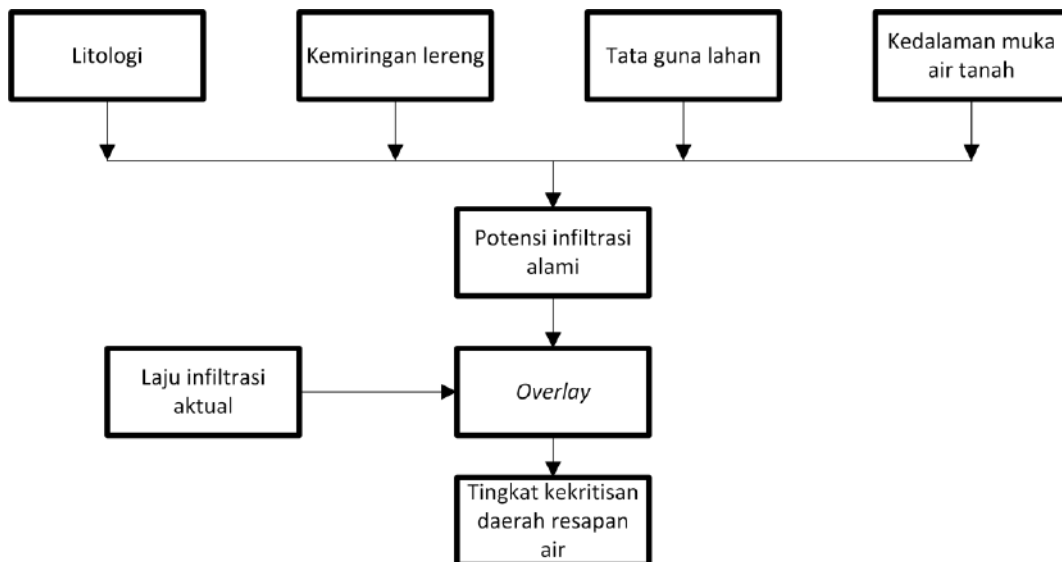 Litologi
Kemiringan lereng
Tata guna lahan
Kedalaman muka
air tanah
Potensi infiltrasi
alami
Laju infiltrasi
aktual
Overlay
Tingkat kekritisan
daerah resapan
air